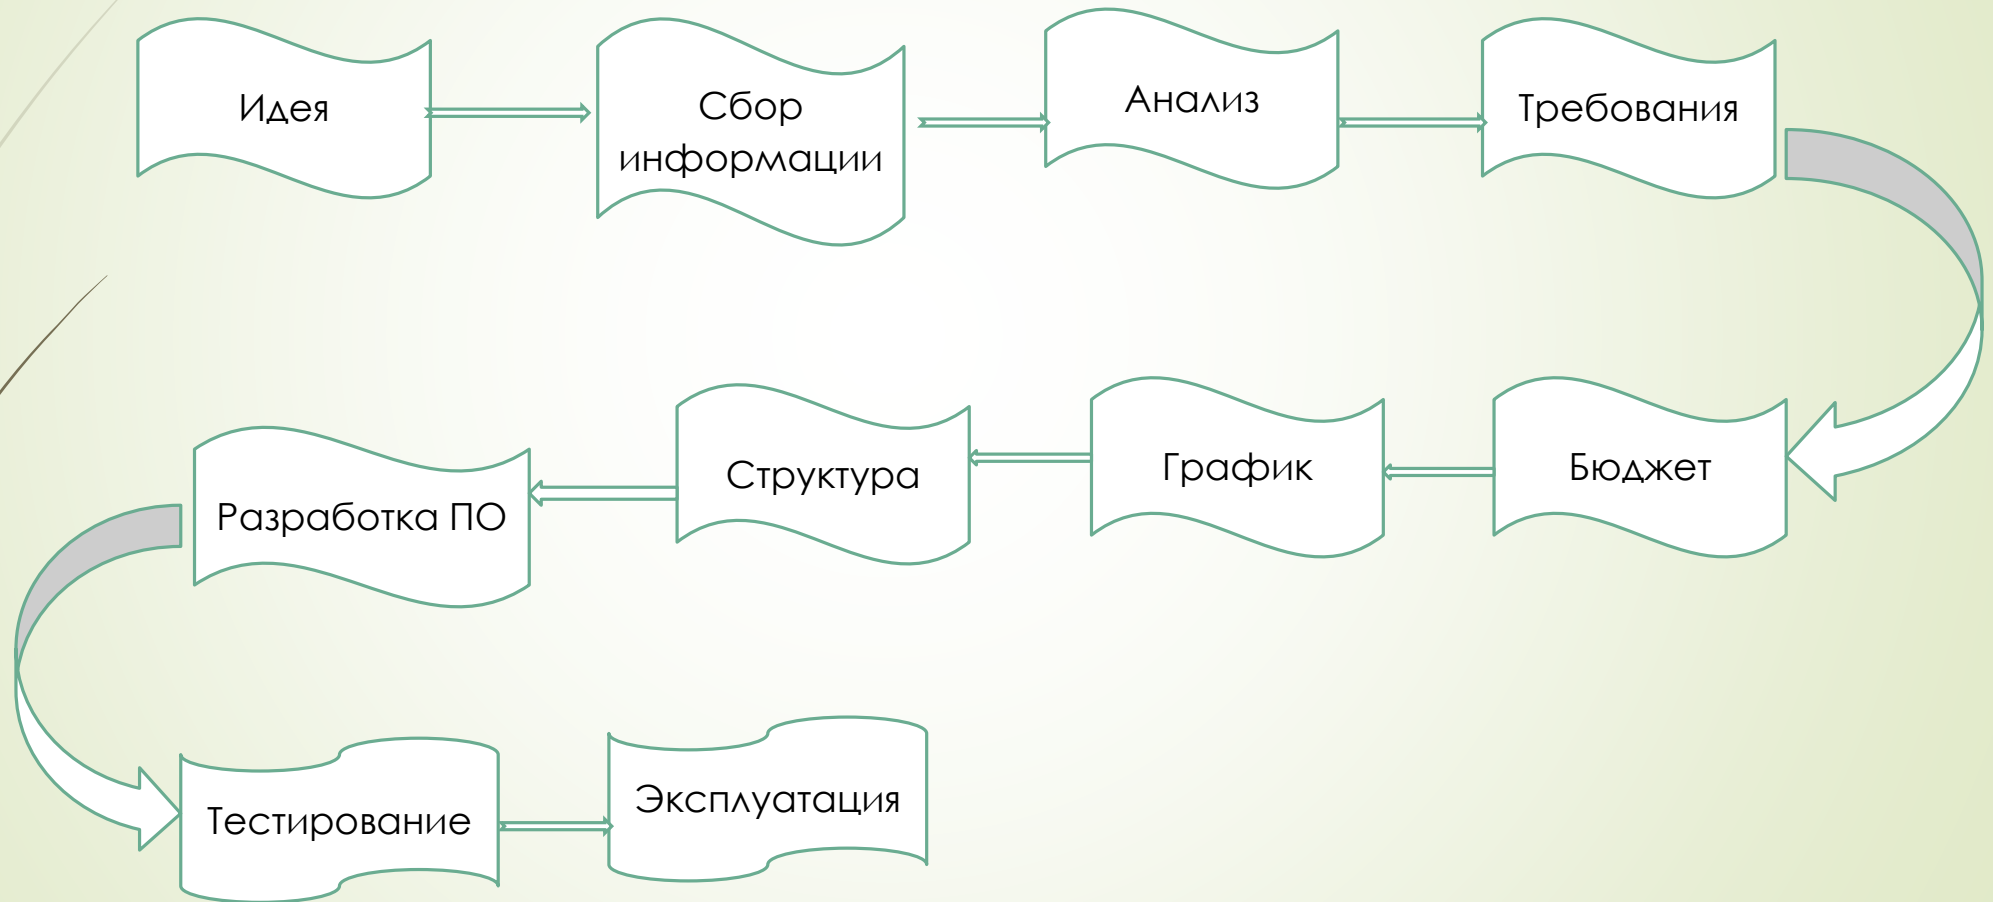 Идея
Сбор
информации
Анализ
Требования
Бюджет
График
Структура
Разработка ПО
Тестирование
Эксплуатация